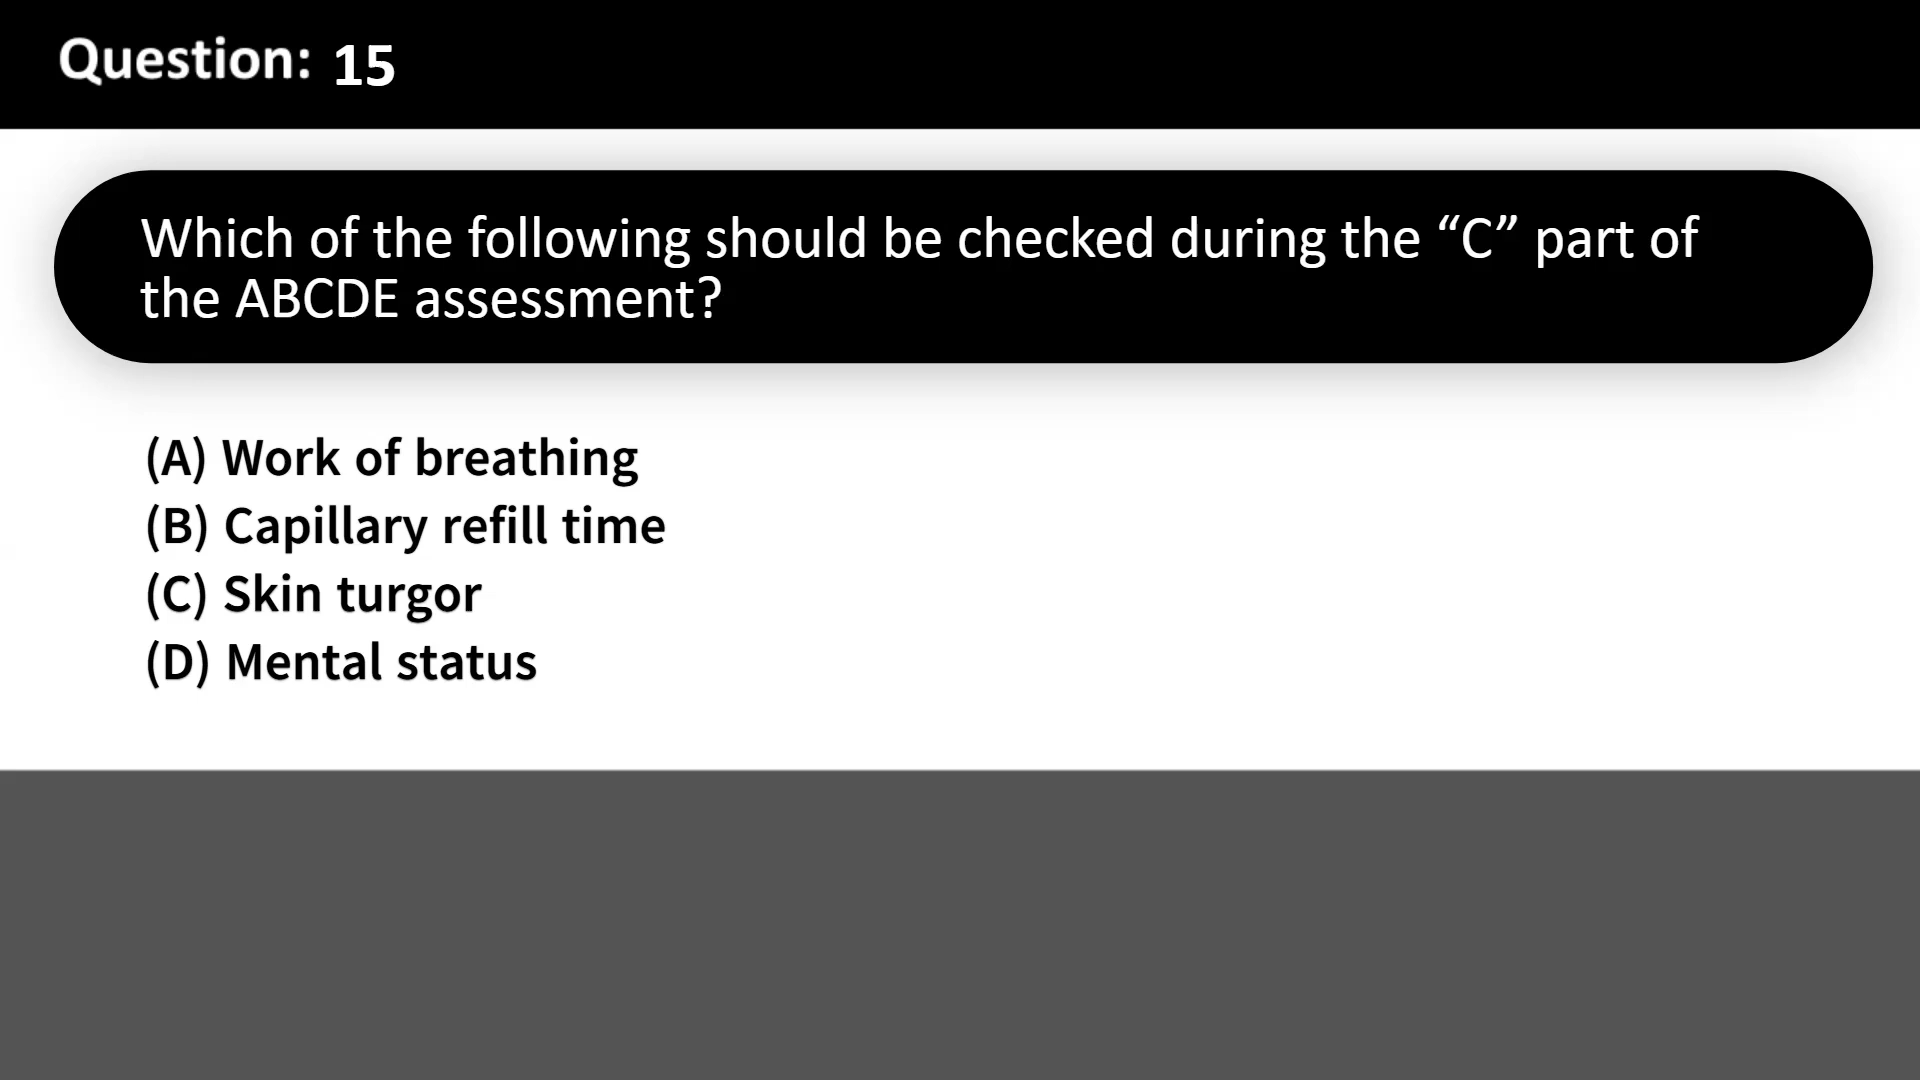 Question: 15
Which of the following should be checked during the “C” part of
the ABCDE assessment?
(A) Work of breathing
(B) Capillary refill time
(C) Skin turgor
(D) Mental status